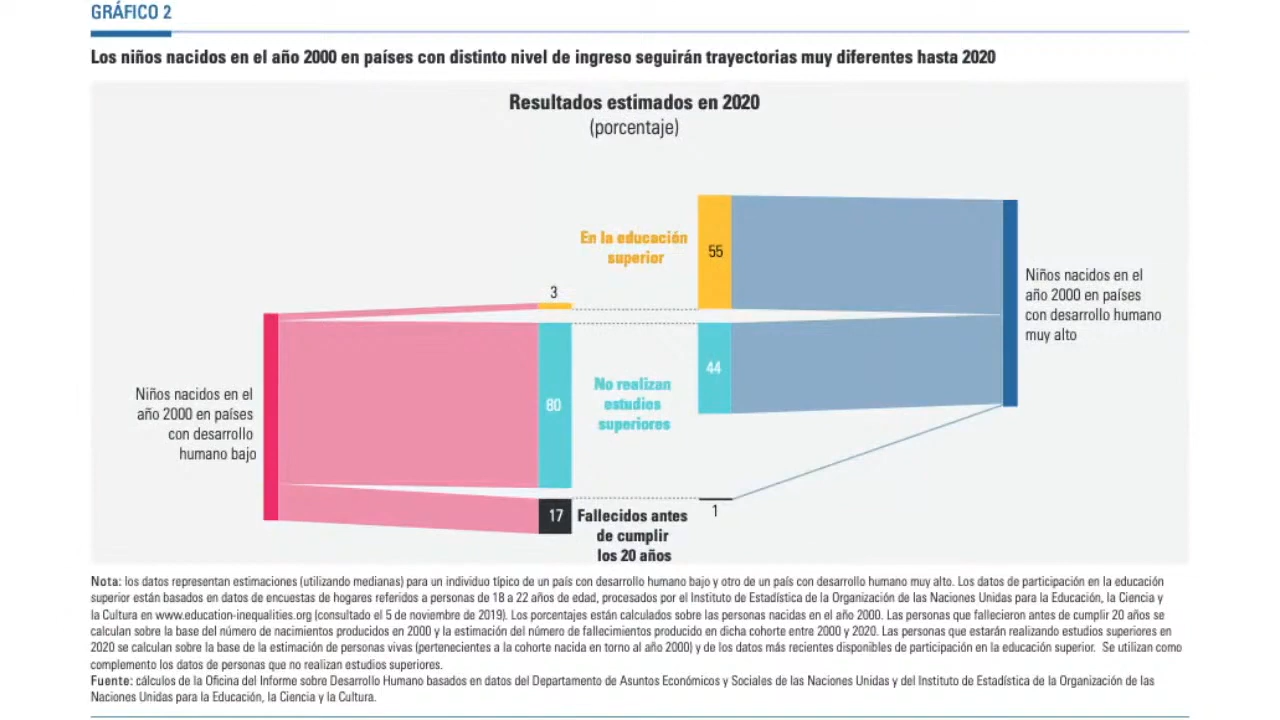 GRÁFICO 2
Los niños nacidos en el año 2000 en países con distinto nivel de ingreso seguirán trayectorias muy diferentes hasta 2020
Resultados estimados en 2020
(porcentaje)
En la educación
superior
55
3
Niños nacidos en el
año 2000 en países
con desarrollo humano
muy alto
44
No realizan
estudios
superiores
80
Niños nacidos en el
año 2000 en países
con desarrollo
humano bajo
17
Fallecidos antes
de cumplir
los 20 años
1
Nota: los datos representan estimaciones (utilizando medianas) para un individuo típico de un país con desarrollo humano bajo y otro de un país con desarrollo humano muy alto. Los datos de participación en la educación
superior están basados en datos de encuestas de hogares referidos a personas de 18 a 22 años de edad, procesados por el Instituto de Estadística de la Organización de las Naciones Unidas para la Educación, la Ciencia y
la Cultura en www.education-inequalities.org (consultado el 5 de noviembre de 2019). Los porcentajes están calculados sobre las personas nacidas en el año 2000. Las personas que fallecieron antes de cumplir 20 años se
calculan sobre la base del número de nacimientos producidos en 2000 y la estimación del número de fallecimientos producido en dicha cohorte entre 2000 y 2020. Las personas que estarán realizando estudios superiores en
2020 se calculan sobre la base de la estimación de personas vivas (pertenecientes a la cohorte nacida en torno al año 2000) y de los datos más recientes disponibles de participación en la educación superior. Se utilizan como
complemento los datos de personas que no realizan estudios superiores.
Fuente: cálculos de la Oficina del Informe sobre Desarrollo Humano basados en datos del Departamento de Asuntos Económicos y Sociales de las Naciones Unidas y del Instituto de Estadística de la Organización de las
Naciones Unidas para la Educación, la Ciencia y la Cultura.